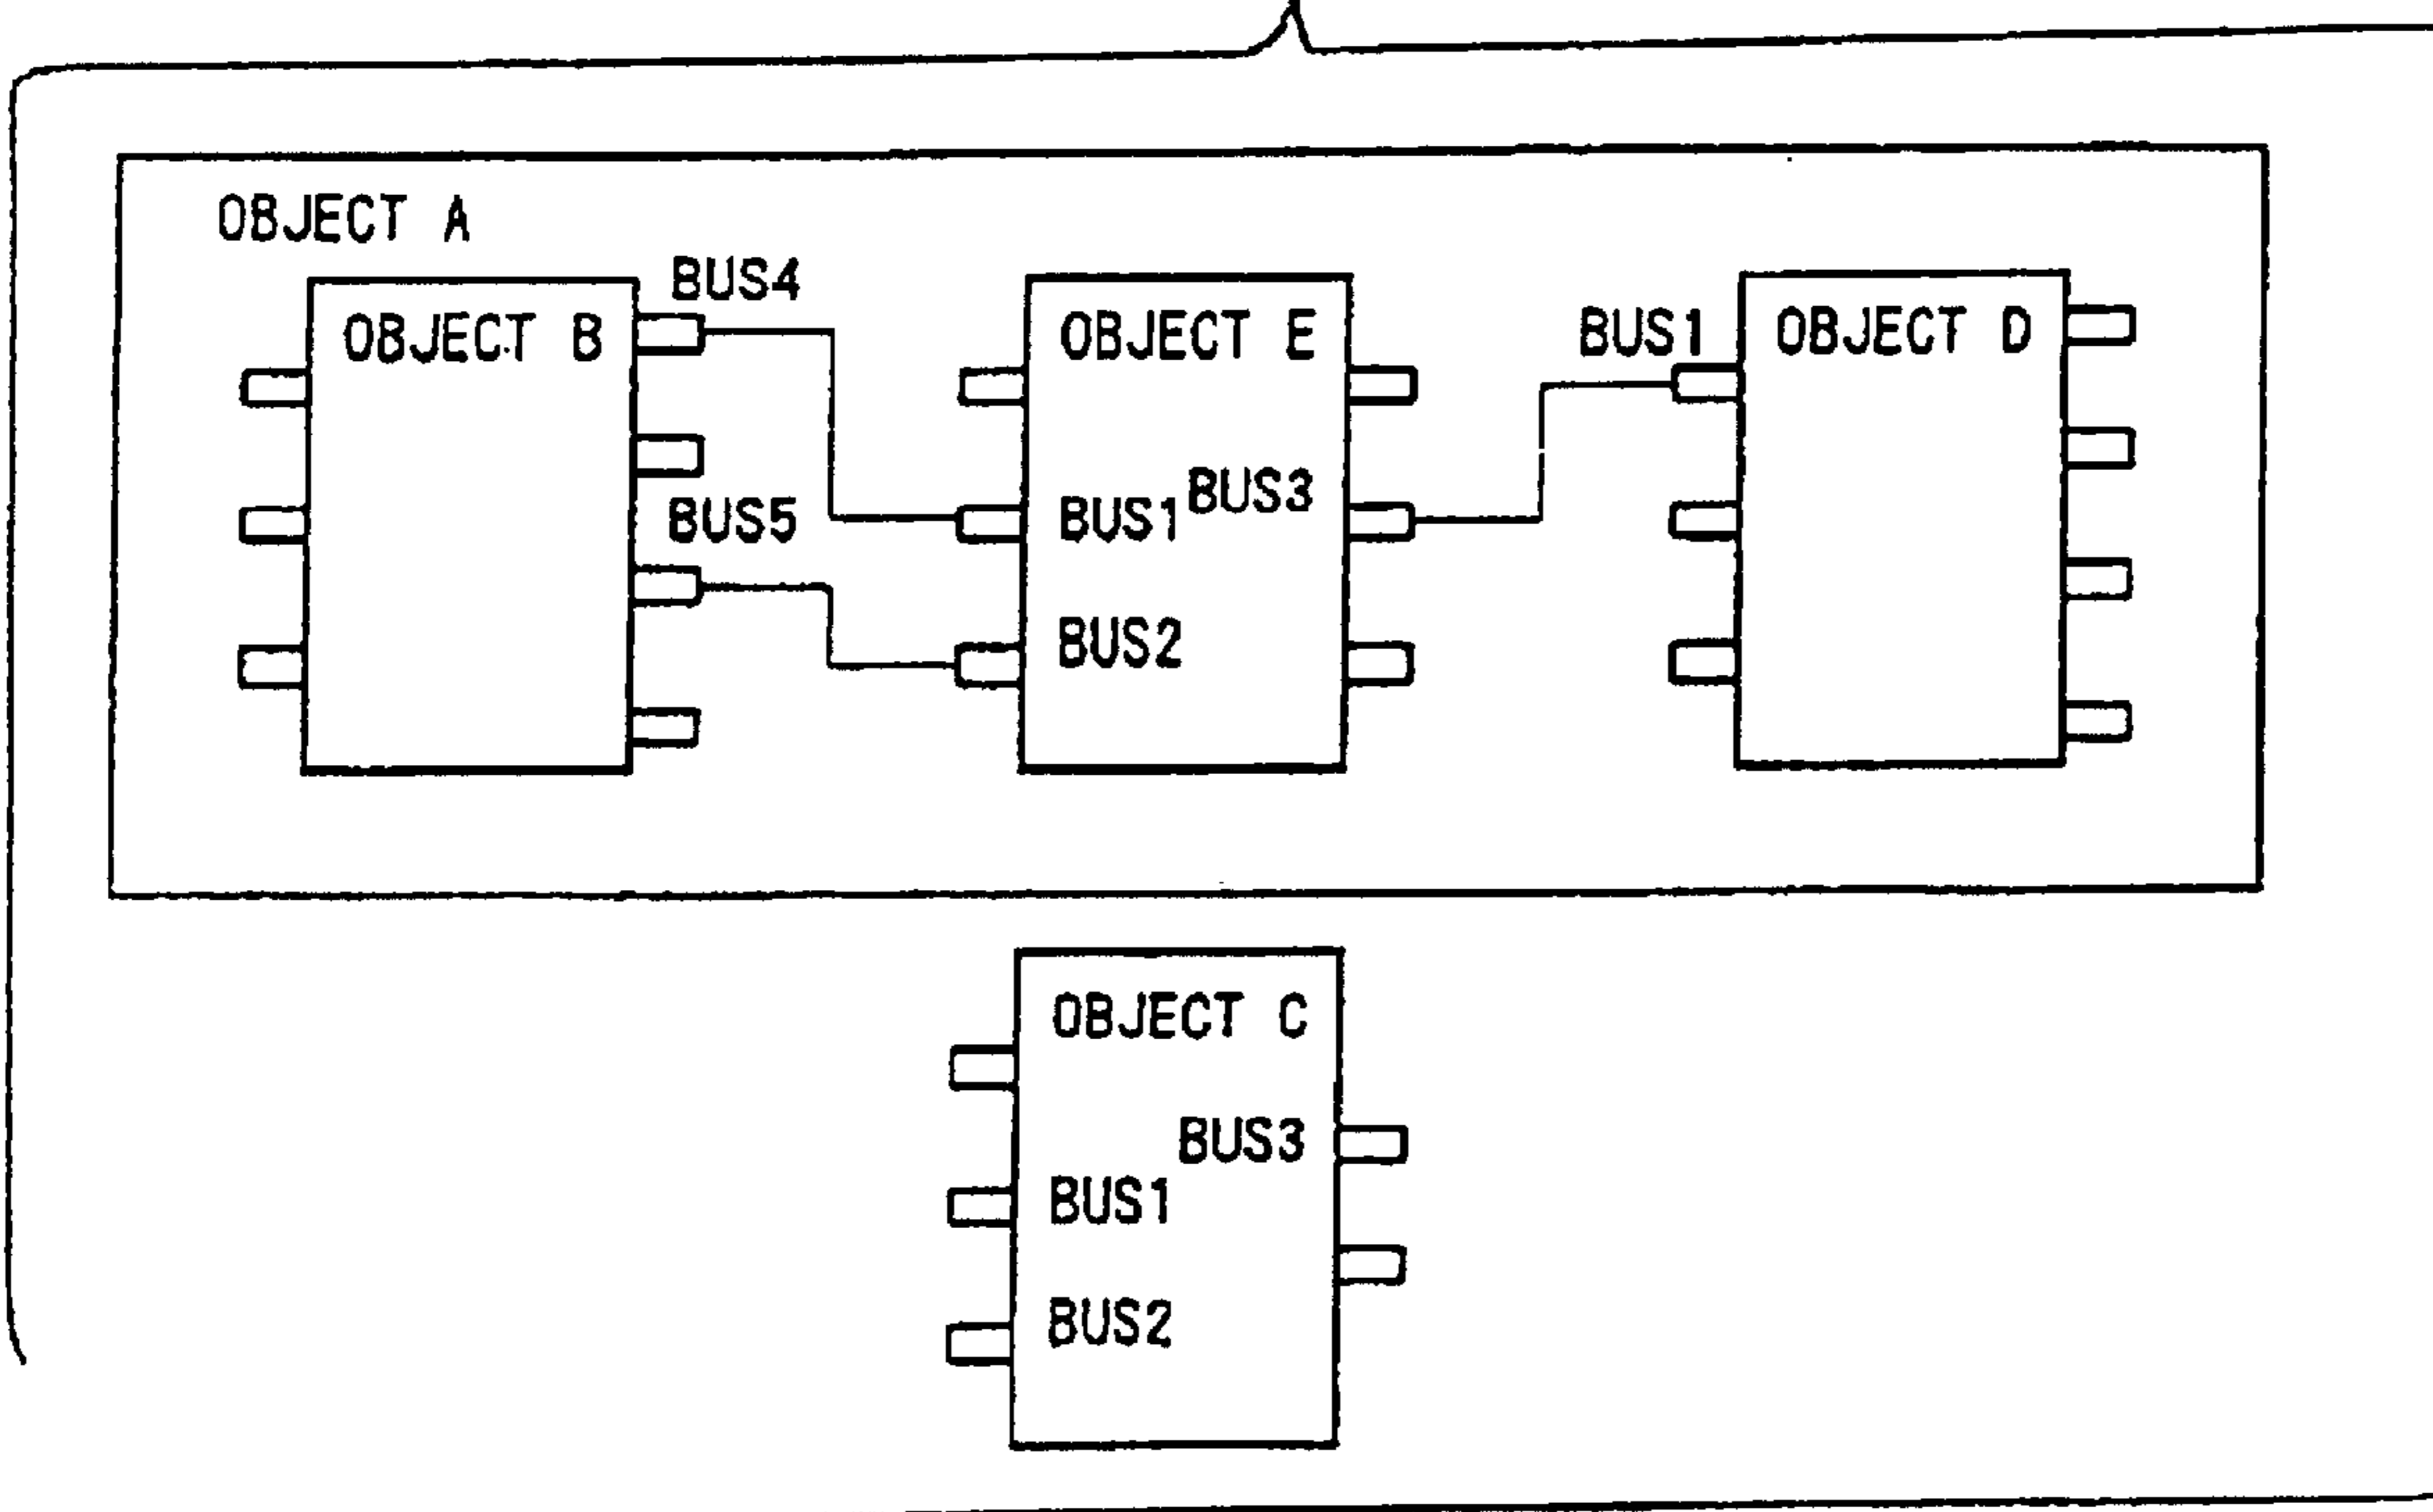 OBJECT A
BUS4
OBJECT B
BUS5
OBJECT E
BUS3
BUS1
BUS2
BUS1
OBJECT D
OBJECT C
BUS3
BUS1
BUS2